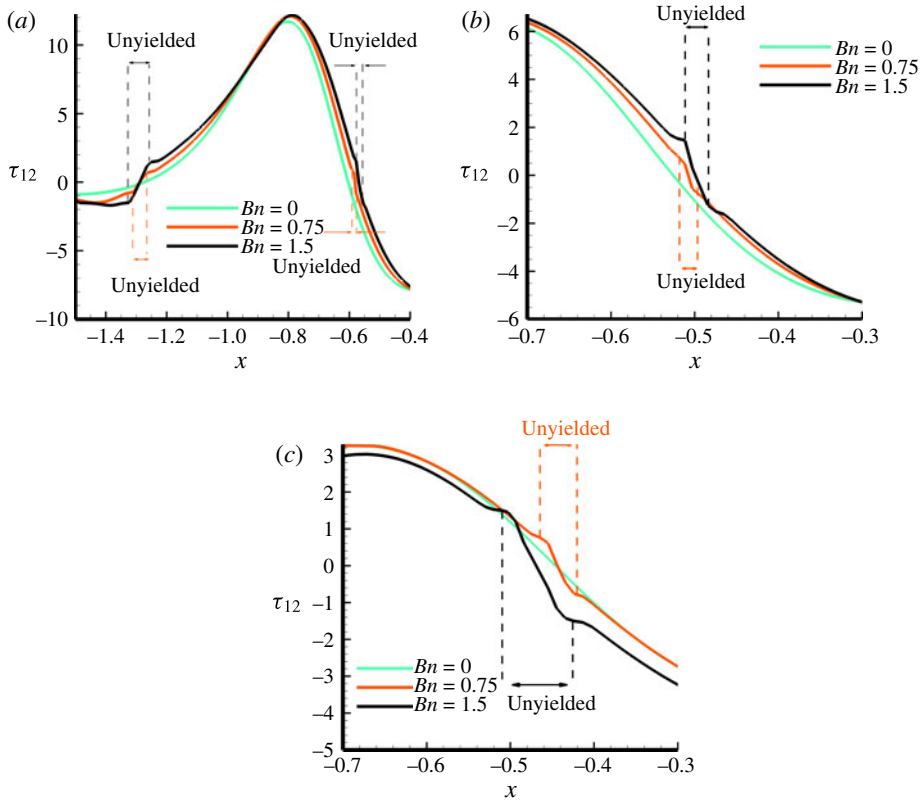 (a)
10
5
0
−5
−10
τ12
Unyielded
Unyielded
Bn = 0
Bn = 0.75
Bn = 1.5
Unyielded
Unyielded
−1.4
−1.2
−1.0
−0.8
−0.6
−0.4
x
(b)
6
4
2
0
−2
−4
−6
τ12
Unyielded
Bn = 0
Bn = 0.75
Bn = 1.5
Unyielded
−0.7
−0.6
−0.5
−0.4
−0.3
x
(c)
3
2
1
0
−1
−2
−3
−4
−5
τ12
Unyielded
Bn = 0
Bn = 0.75
Bn = 1.5
Unyielded
−0.7
−0.6
−0.5
−0.4
−0.3
x